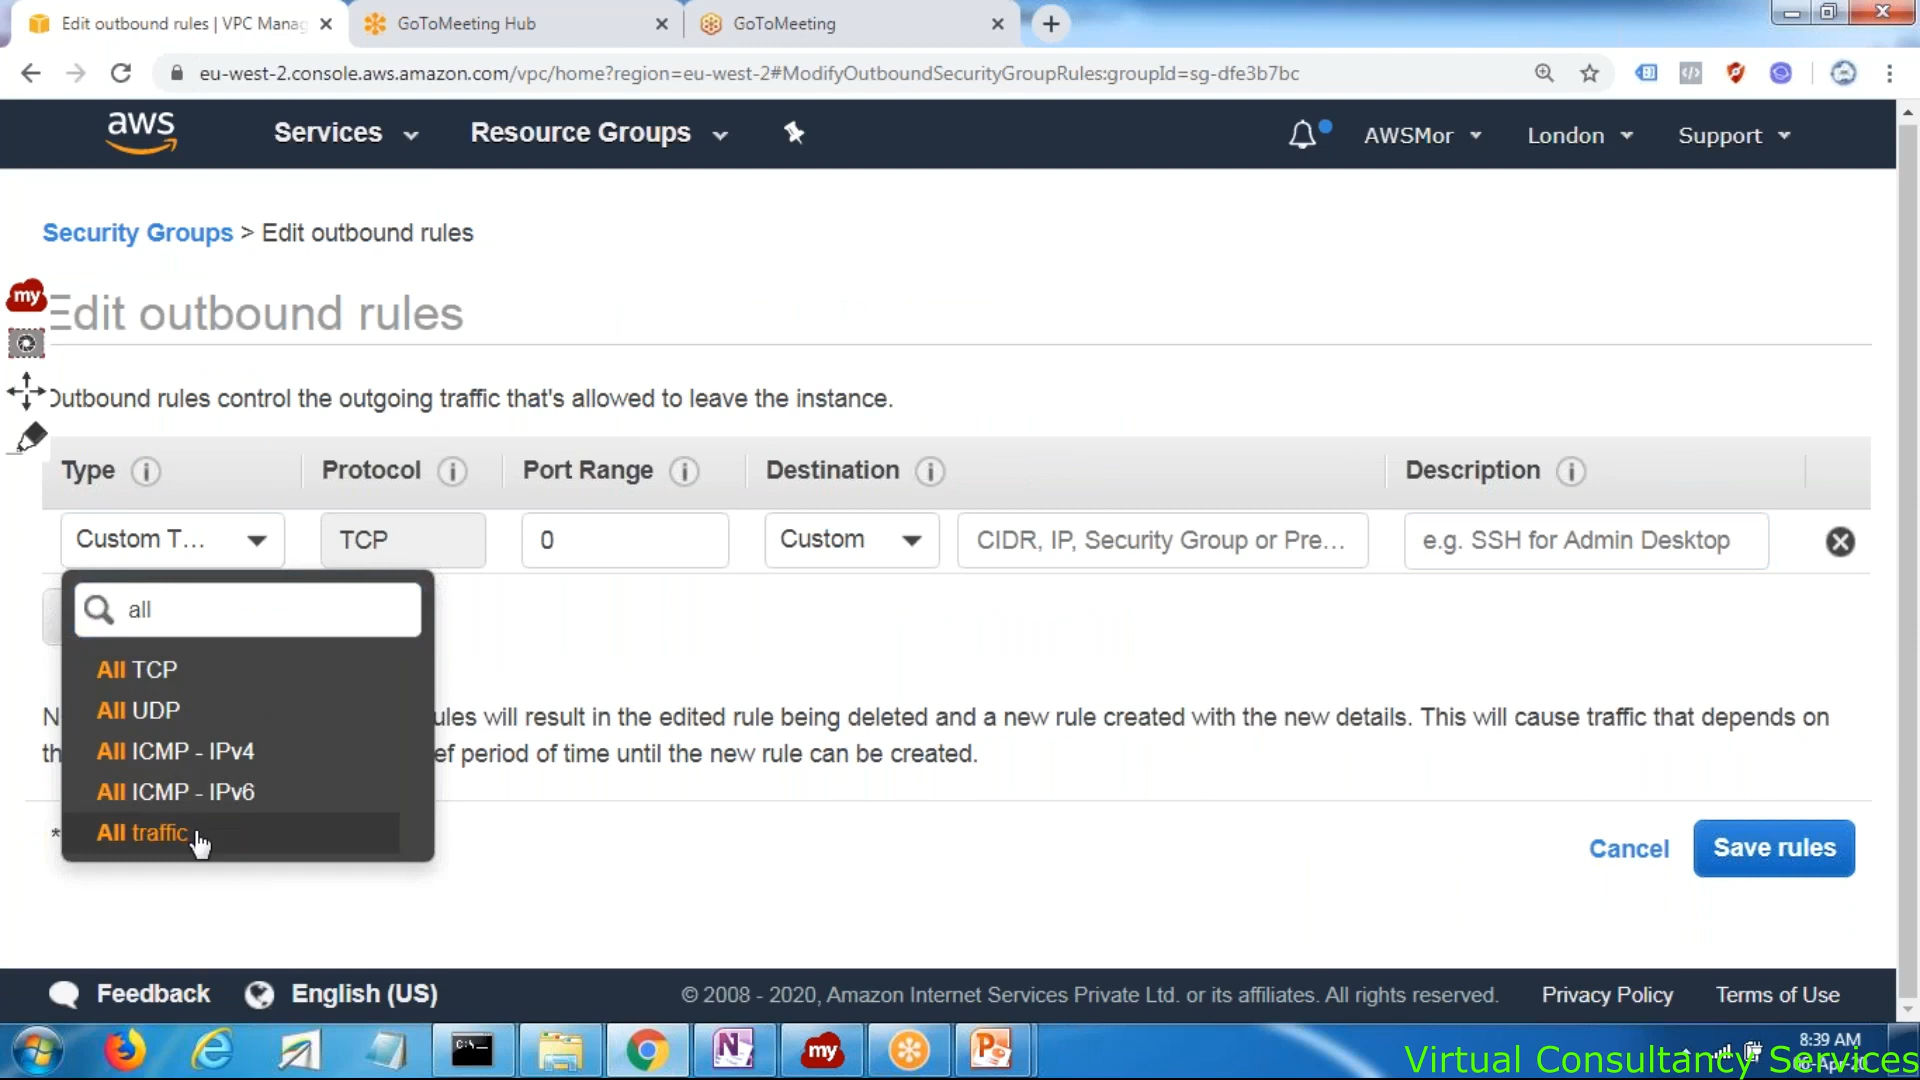 Edit outbound rules | VPC Manag
GoToMeeting Hub
GoToMeeting
eu-west-2.console.aws.amazon.com/vpc/home?region=eu-west-2#ModifyOutboundSecurityGroupRules:groupId=sg-dfe3b7bc
aws
Services
Resource Groups
AWSMor
London
Support
Security Groups > Edit outbound rules
my
Edit outbound rules
Outbound rules control the outgoing traffic that's allowed to leave the instance.
Type
Protocol
Port Range
Destination
Description
Custom T...
TCP
0
Custom
CIDR, IP, Security Group or Pre...
e.g. SSH for Admin Desktop
all
All TCP
All UDP
All ICMP - IPv4
All ICMP - IPv6
All traffic
ules will result in the edited rule being deleted and a new rule created with the new details. This will cause traffic that depends on
ef period of time until the new rule can be created.
*
Cancel
Save rules
Feedback
English (US)
© 2008 - 2020, Amazon Internet Services Private Ltd. or its affiliates. All rights reserved.
Privacy Policy
Terms of Use
C:\_
N
my
P
8:39 AM
Virtual Consultancy Services